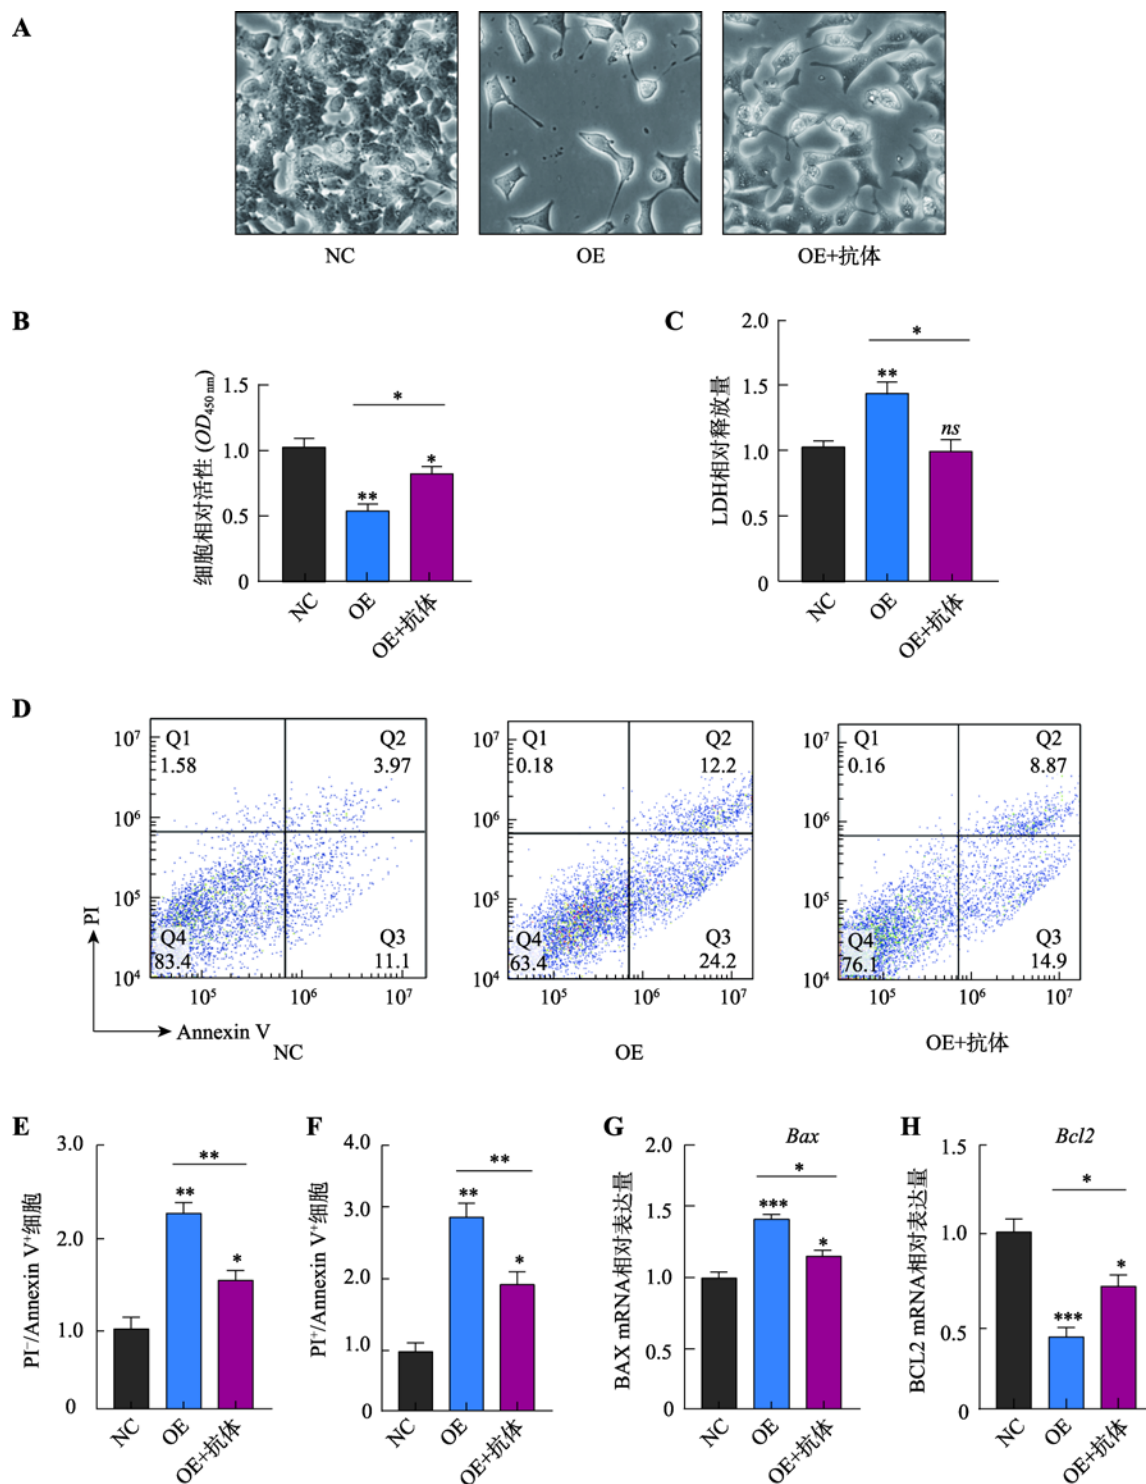 A
NC
OE
OE+抗体
B
细胞相对活性 (OD450 nm)
1.5
1.0
0.5
0
*
**
*
NC
OE
OE+抗体
C
LDH相对释放量
2.0
1.5
1.0
0.5
0
*
**
ns
NC
OE
OE+抗体
D
Q1
1.58
Q2
3.97
Q4
83.4
Q3
11.1
10⁷
10⁶
10⁵
10⁴
10⁵
10⁶
10⁷
PI
Annexin V
NC
Q1
0.18
Q2
12.2
Q4
63.4
Q3
24.2
10⁷
10⁶
10⁵
10⁴
10⁵
10⁶
10⁷
OE
Q1
0.16
Q2
8.87
Q4
76.1
Q3
14.9
10⁷
10⁶
10⁵
10⁴
10⁵
10⁶
10⁷
OE+抗体
E
PI⁻/Annexin V⁺细胞
3.0
2.0
1.0
0
**
**
*
NC
OE
OE+抗体
F
PI⁺/Annexin V⁺细胞
4.0
3.0
2.0
1.0
0
**
**
*
NC
OE
OE+抗体
G
Bax
BAX mRNA相对表达量
2.0
1.5
1.0
0.5
0
*
***
*
NC
OE
OE+抗体
H
Bcl2
BCL2 mRNA相对表达量
1.5
1.0
0.5
0
*
***
*
NC
OE
OE+抗体